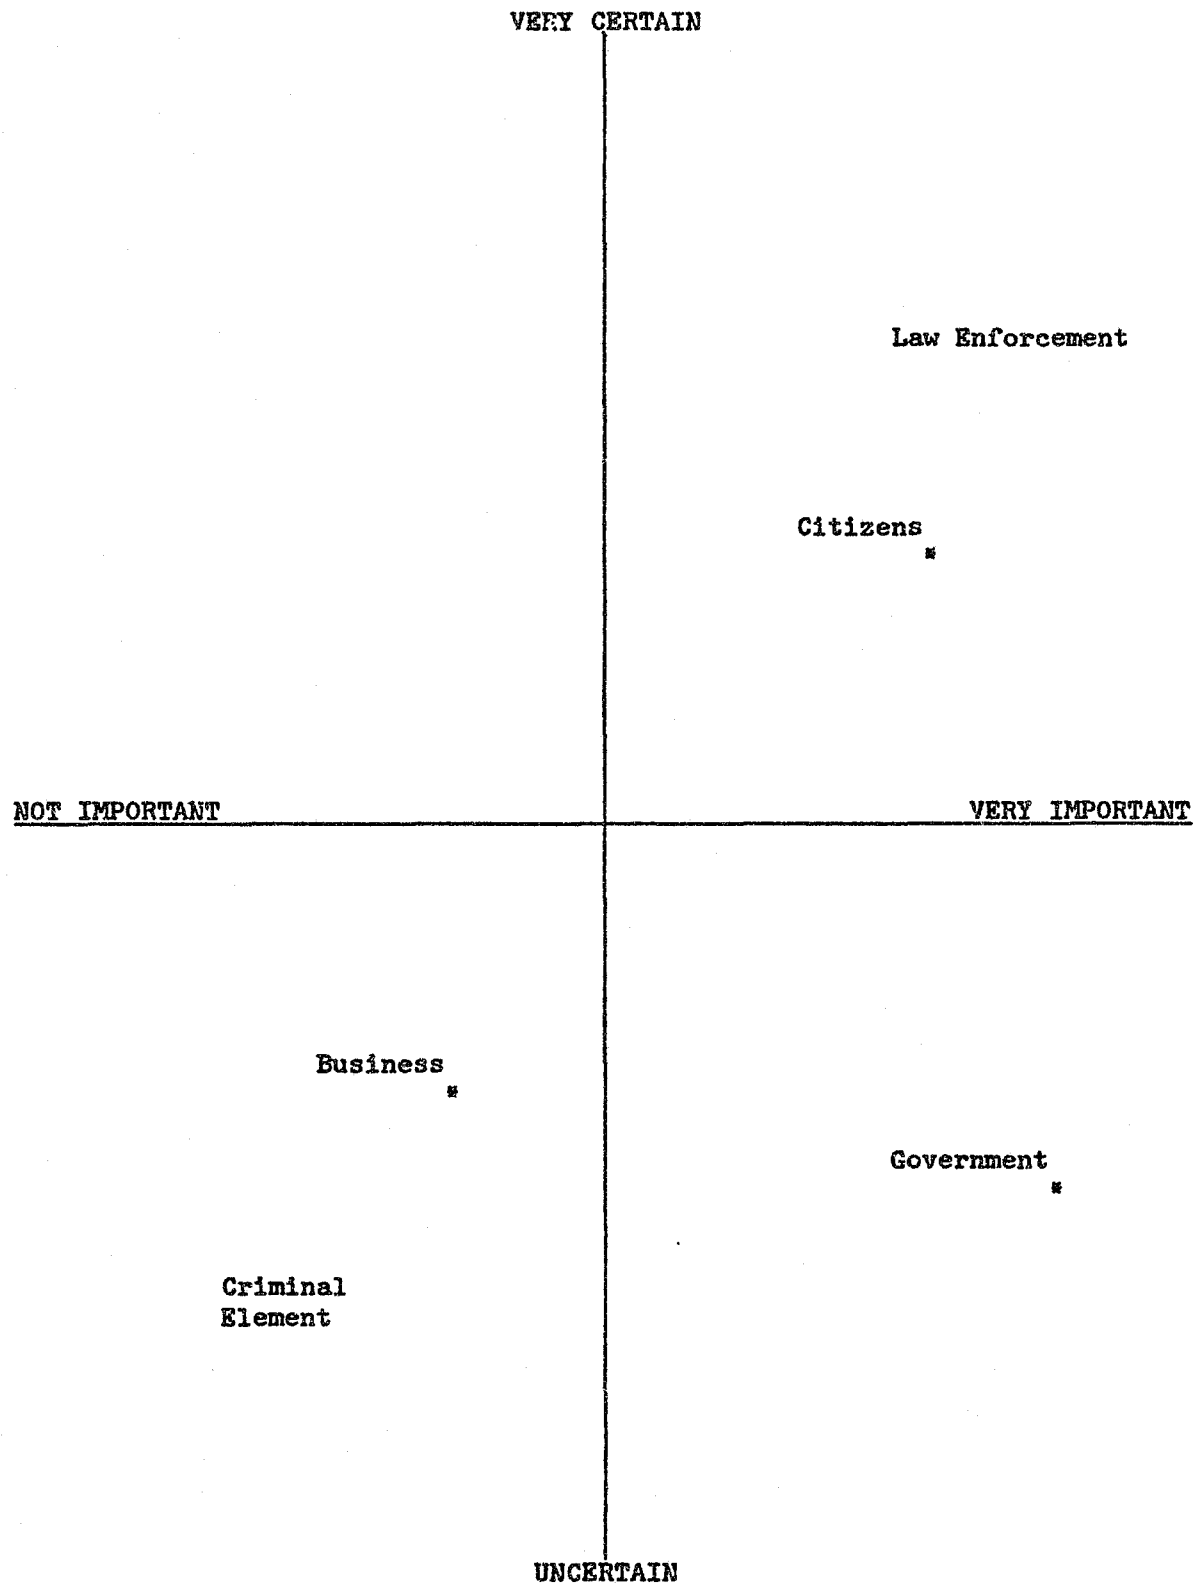 VERY CERTAIN
Law Enforcement
Citizens
*
NOT IMPORTANT
VERY IMPORTANT
Business
*
Government
*
Criminal
Element
UNCERTAIN